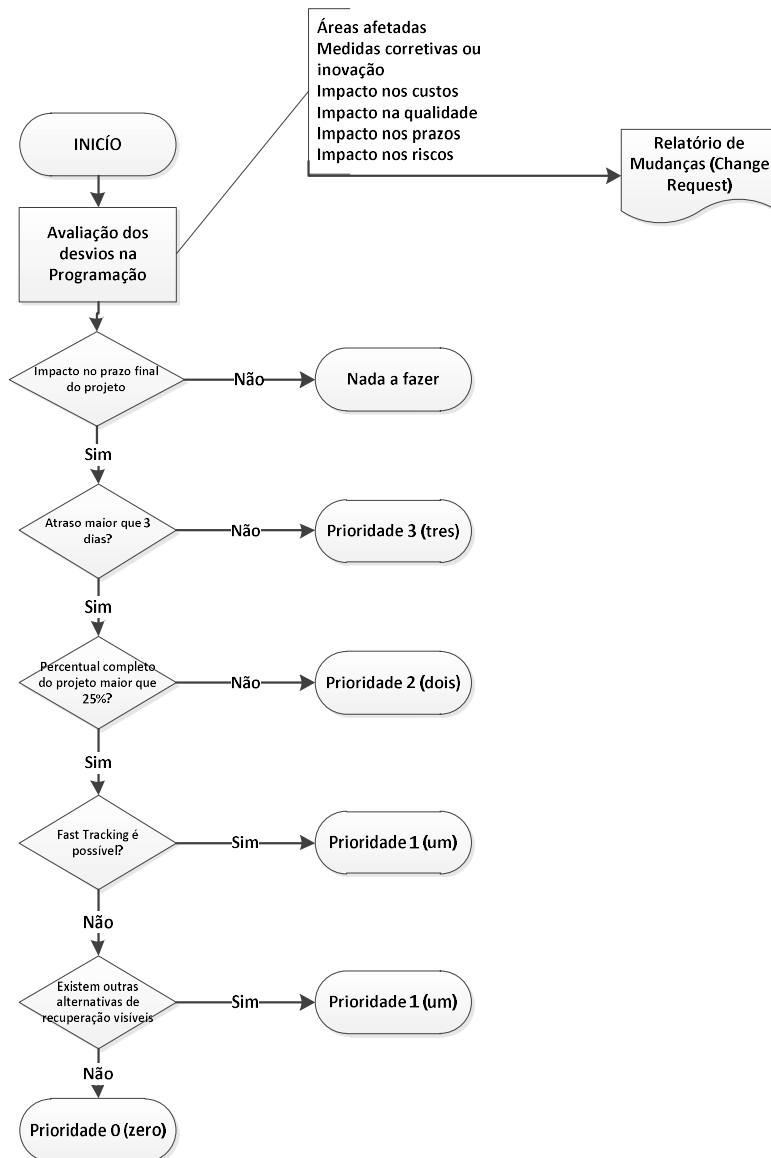 Áreas afetadas
Medidas corretivas ou
inovação
Impacto nos custos
Impacto na qualidade
Impacto nos prazos
Impacto nos riscos
Relatório de
Mudanças (Change
Request)
INICÍO
Avaliação dos
desvios na
Programação
Impacto no prazo final
do projeto
Não
Nada a fazer
Sim
Atraso maior que 3
dias?
Não
Prioridade 3 (tres)
Sim
Percentual completo
do projeto maior que
25%?
Não
Prioridade 2 (dois)
Sim
Fast Tracking é
possível?
Sim
Prioridade 1 (um)
Não
Existem outras
alternativas de
recuperação visíveis
Sim
Prioridade 1 (um)
Não
Prioridade 0 (zero)